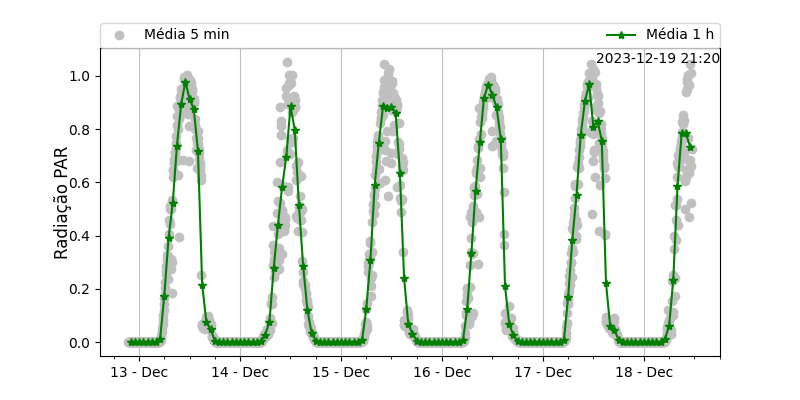 Média 5 min
Média 1 h
2023-12-19 21:20
Radiação PAR
1.0
0.8
0.6
0.4
0.2
0.0
13 - Dec
14 - Dec
15 - Dec
16 - Dec
17 - Dec
18 - Dec